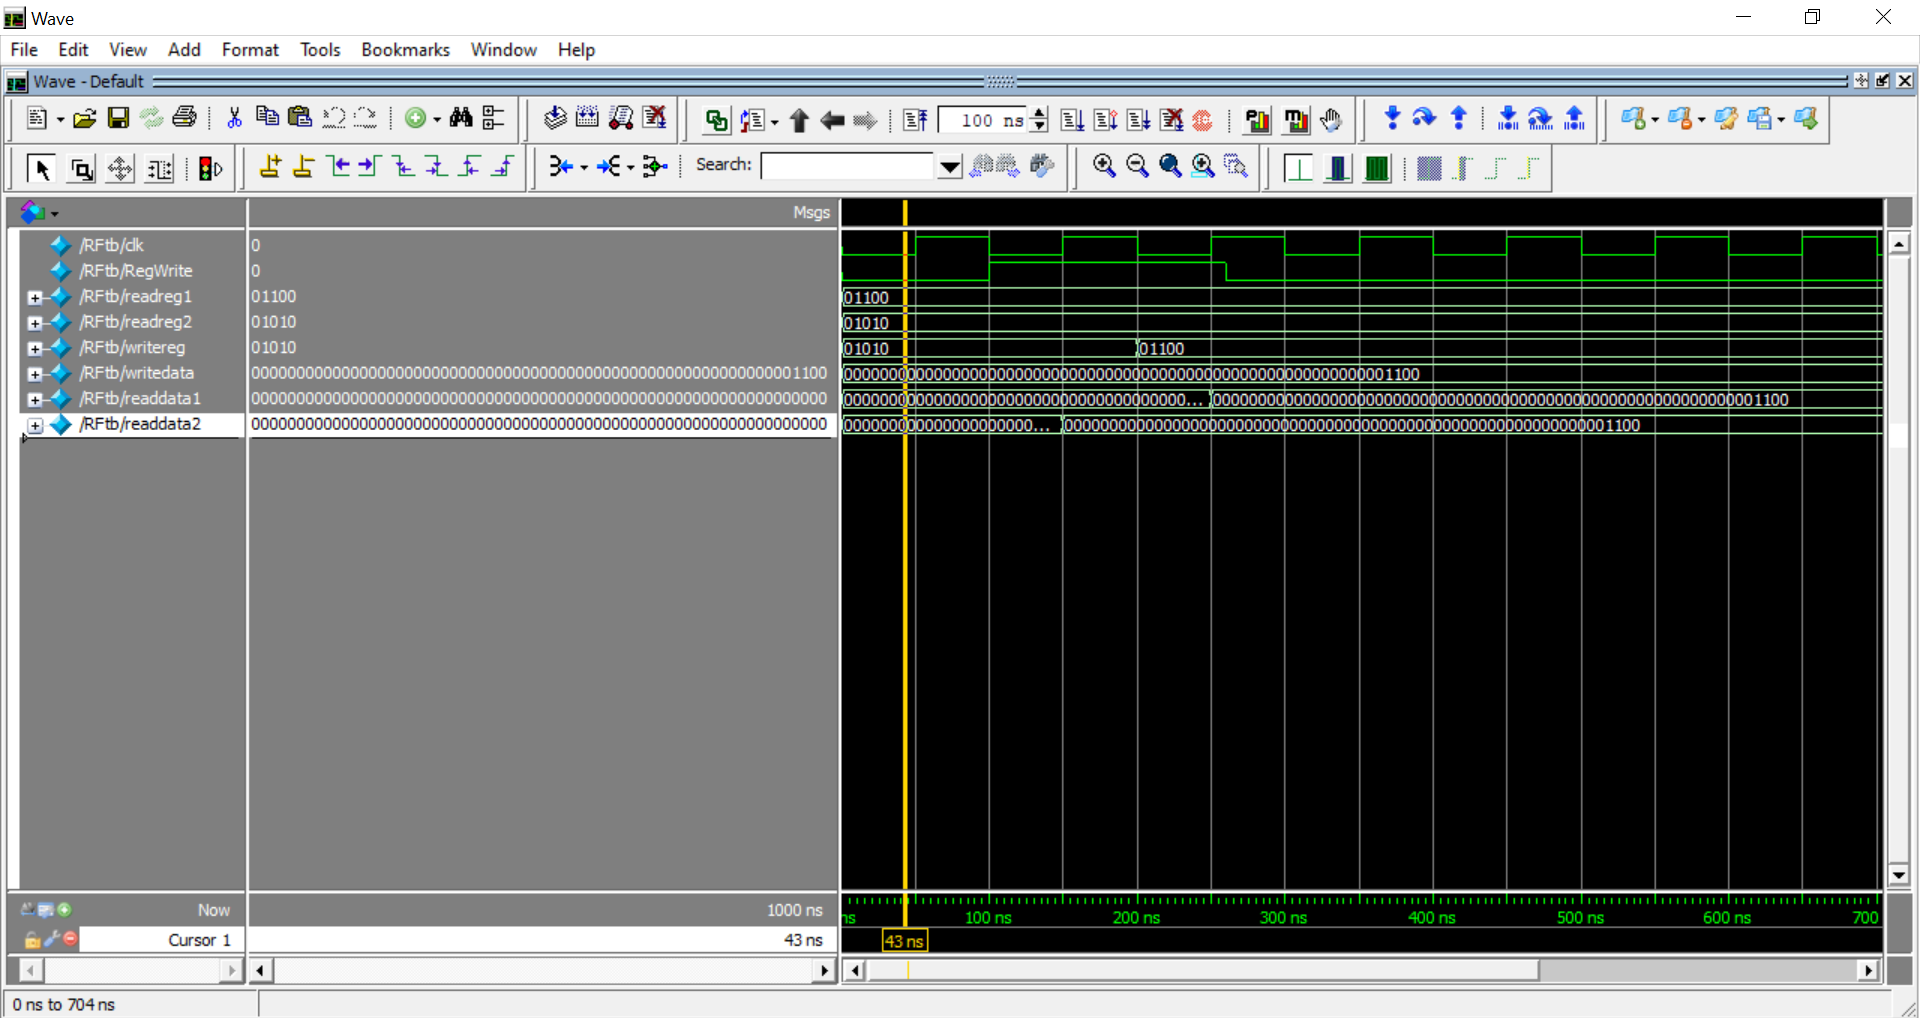 Wave
File Edit View Add Format Tools Bookmarks Window Help
Wave - Default
100 ns
Search:
Msgs
/RFtb/clk 0
/RFtb/RegWrite 0
/RFtb/readreg1 01100 01100
/RFtb/readreg2 01010 01010
/RFtb/writereg 01010 01010 01100
/RFtb/writedata 0000000000000000000000000000000000000000000000000000000000001100 0000000000000000000000000000000000000000000000000000000000001100
/RFtb/readdata1 0000000000000000000000000000000000000000000000000000000000000000 00000000000000000000000000000000000000... 0000000000000000000000000000000000000000000000000000000000001100
/RFtb/readdata2 0000000000000000000000000000000000000000000000000000000000000000 000000000000000000000... 0000000000000000000000000000000000000000000000000000000000001100
Now 1000 ns ns 100 ns 200 ns 300 ns 400 ns 500 ns 600 ns 700
Cursor 1 43 ns 43 ns
0 ns to 704 ns